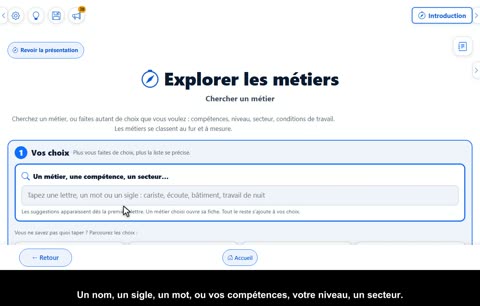 Introduction
Revoir la présentation
Explorer les métiers
Chercher un métier
Cherchez un métier, ou faites autant de choix que vous voulez : compétences, niveau, secteur, conditions de travail.
Les métiers se classent au fur et à mesure.
1 Vos choix Plus vous faites de choix, plus la liste se précise.
Un métier, une compétence, un secteur...
Tapez une lettre, un mot ou un sigle : cariste, écoute, bâtiment, travail de nuit
Les suggestions apparaissent dès la première lettre. Un métier choisi ouvre sa fiche. Tout le reste s'ajoute à vos choix.
Vous ne savez pas quoi taper ? Parcourez les choix :
← Retour
Accueil
Un nom, un sigle, un mot, ou vos compétences, votre niveau, un secteur.